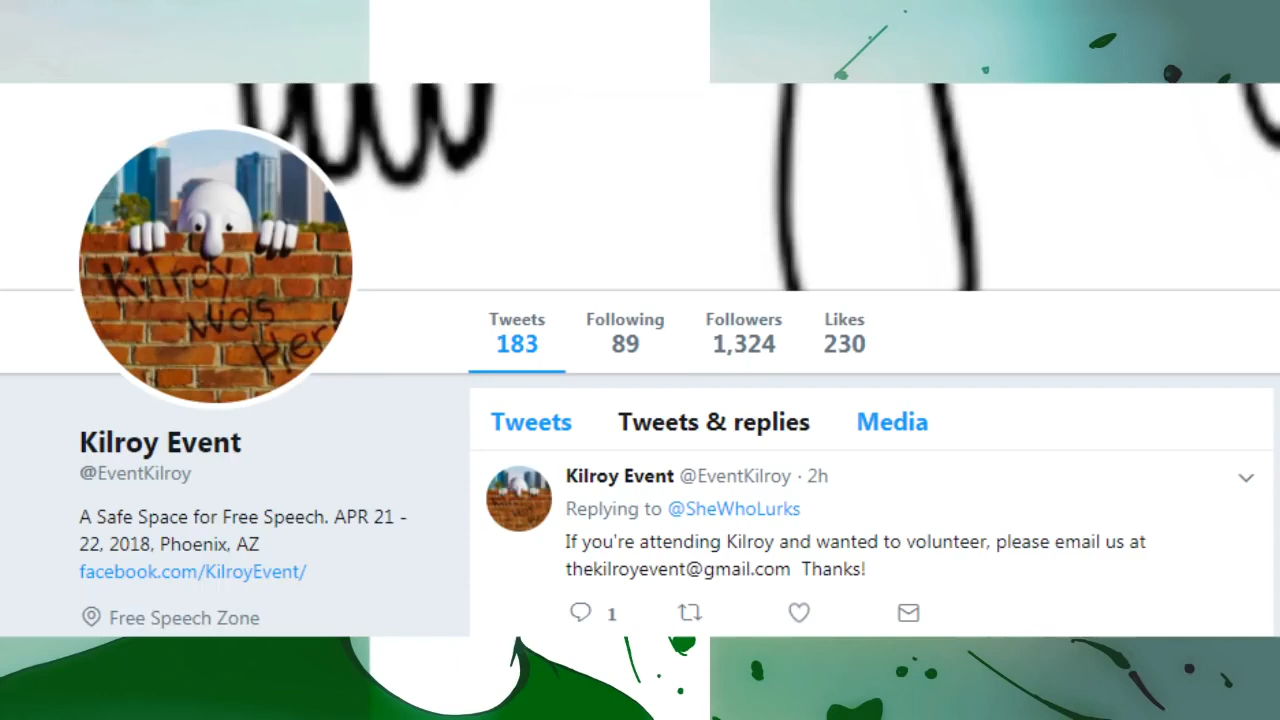 Kilroy
Was
Her
Tweets Following Followers Likes
183 89 1,324 230
Tweets Tweets & replies Media
Kilroy Event
@EventKilroy
A Safe Space for Free Speech. APR 21 -
22, 2018, Phoenix, AZ
facebook.com/KilroyEvent/
Free Speech Zone
Kilroy Event @EventKilroy · 2h
Replying to @SheWhoLurks
If you're attending Kilroy and wanted to volunteer, please email us at
thekilroyevent@gmail.com Thanks!
1